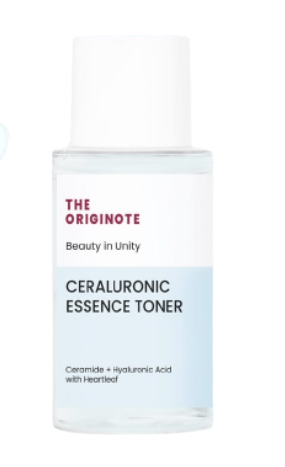 THE
ORIGINOTE
Beauty in Unity
CERALURONIC
ESSENCE TONER
Ceramide + Hyaluronic Acid
with Heartleaf